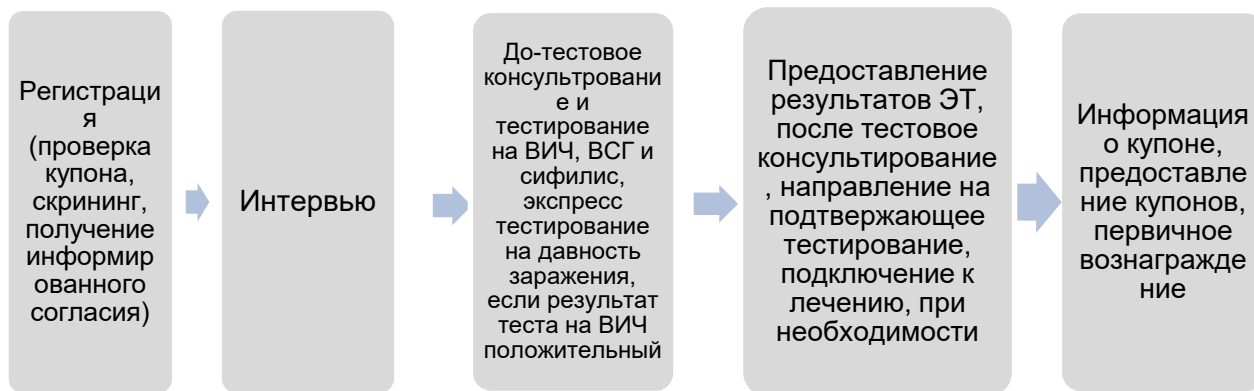 Регистраци
я
(проверка
купона,
скрининг,
получение
информир
ованного
согласия)
Интервью
До-тестовое
консультровани
е и
тестирование
на ВИЧ, ВСГ и
сифилис,
экспресс
тестирование
на давность
заражения,
если результат
теста на ВИЧ
положительный
Предоставление
результатов ЭТ,
после тестовое
консультирование
, направление на
подтвержающее
тестирование,
подключение к
лечению, при
необходимости
Информация
о купоне,
предоставле
ние купонов,
первичное
вознагражде
ние